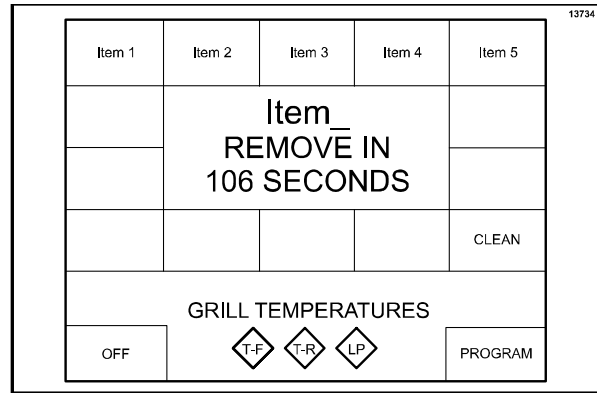 13734
Item 1 Item 2 Item 3 Item 4 Item 5
Item_
REMOVE IN
106 SECONDS
CLEAN
GRILL TEMPERATURES
OFF T-F T-R LP PROGRAM